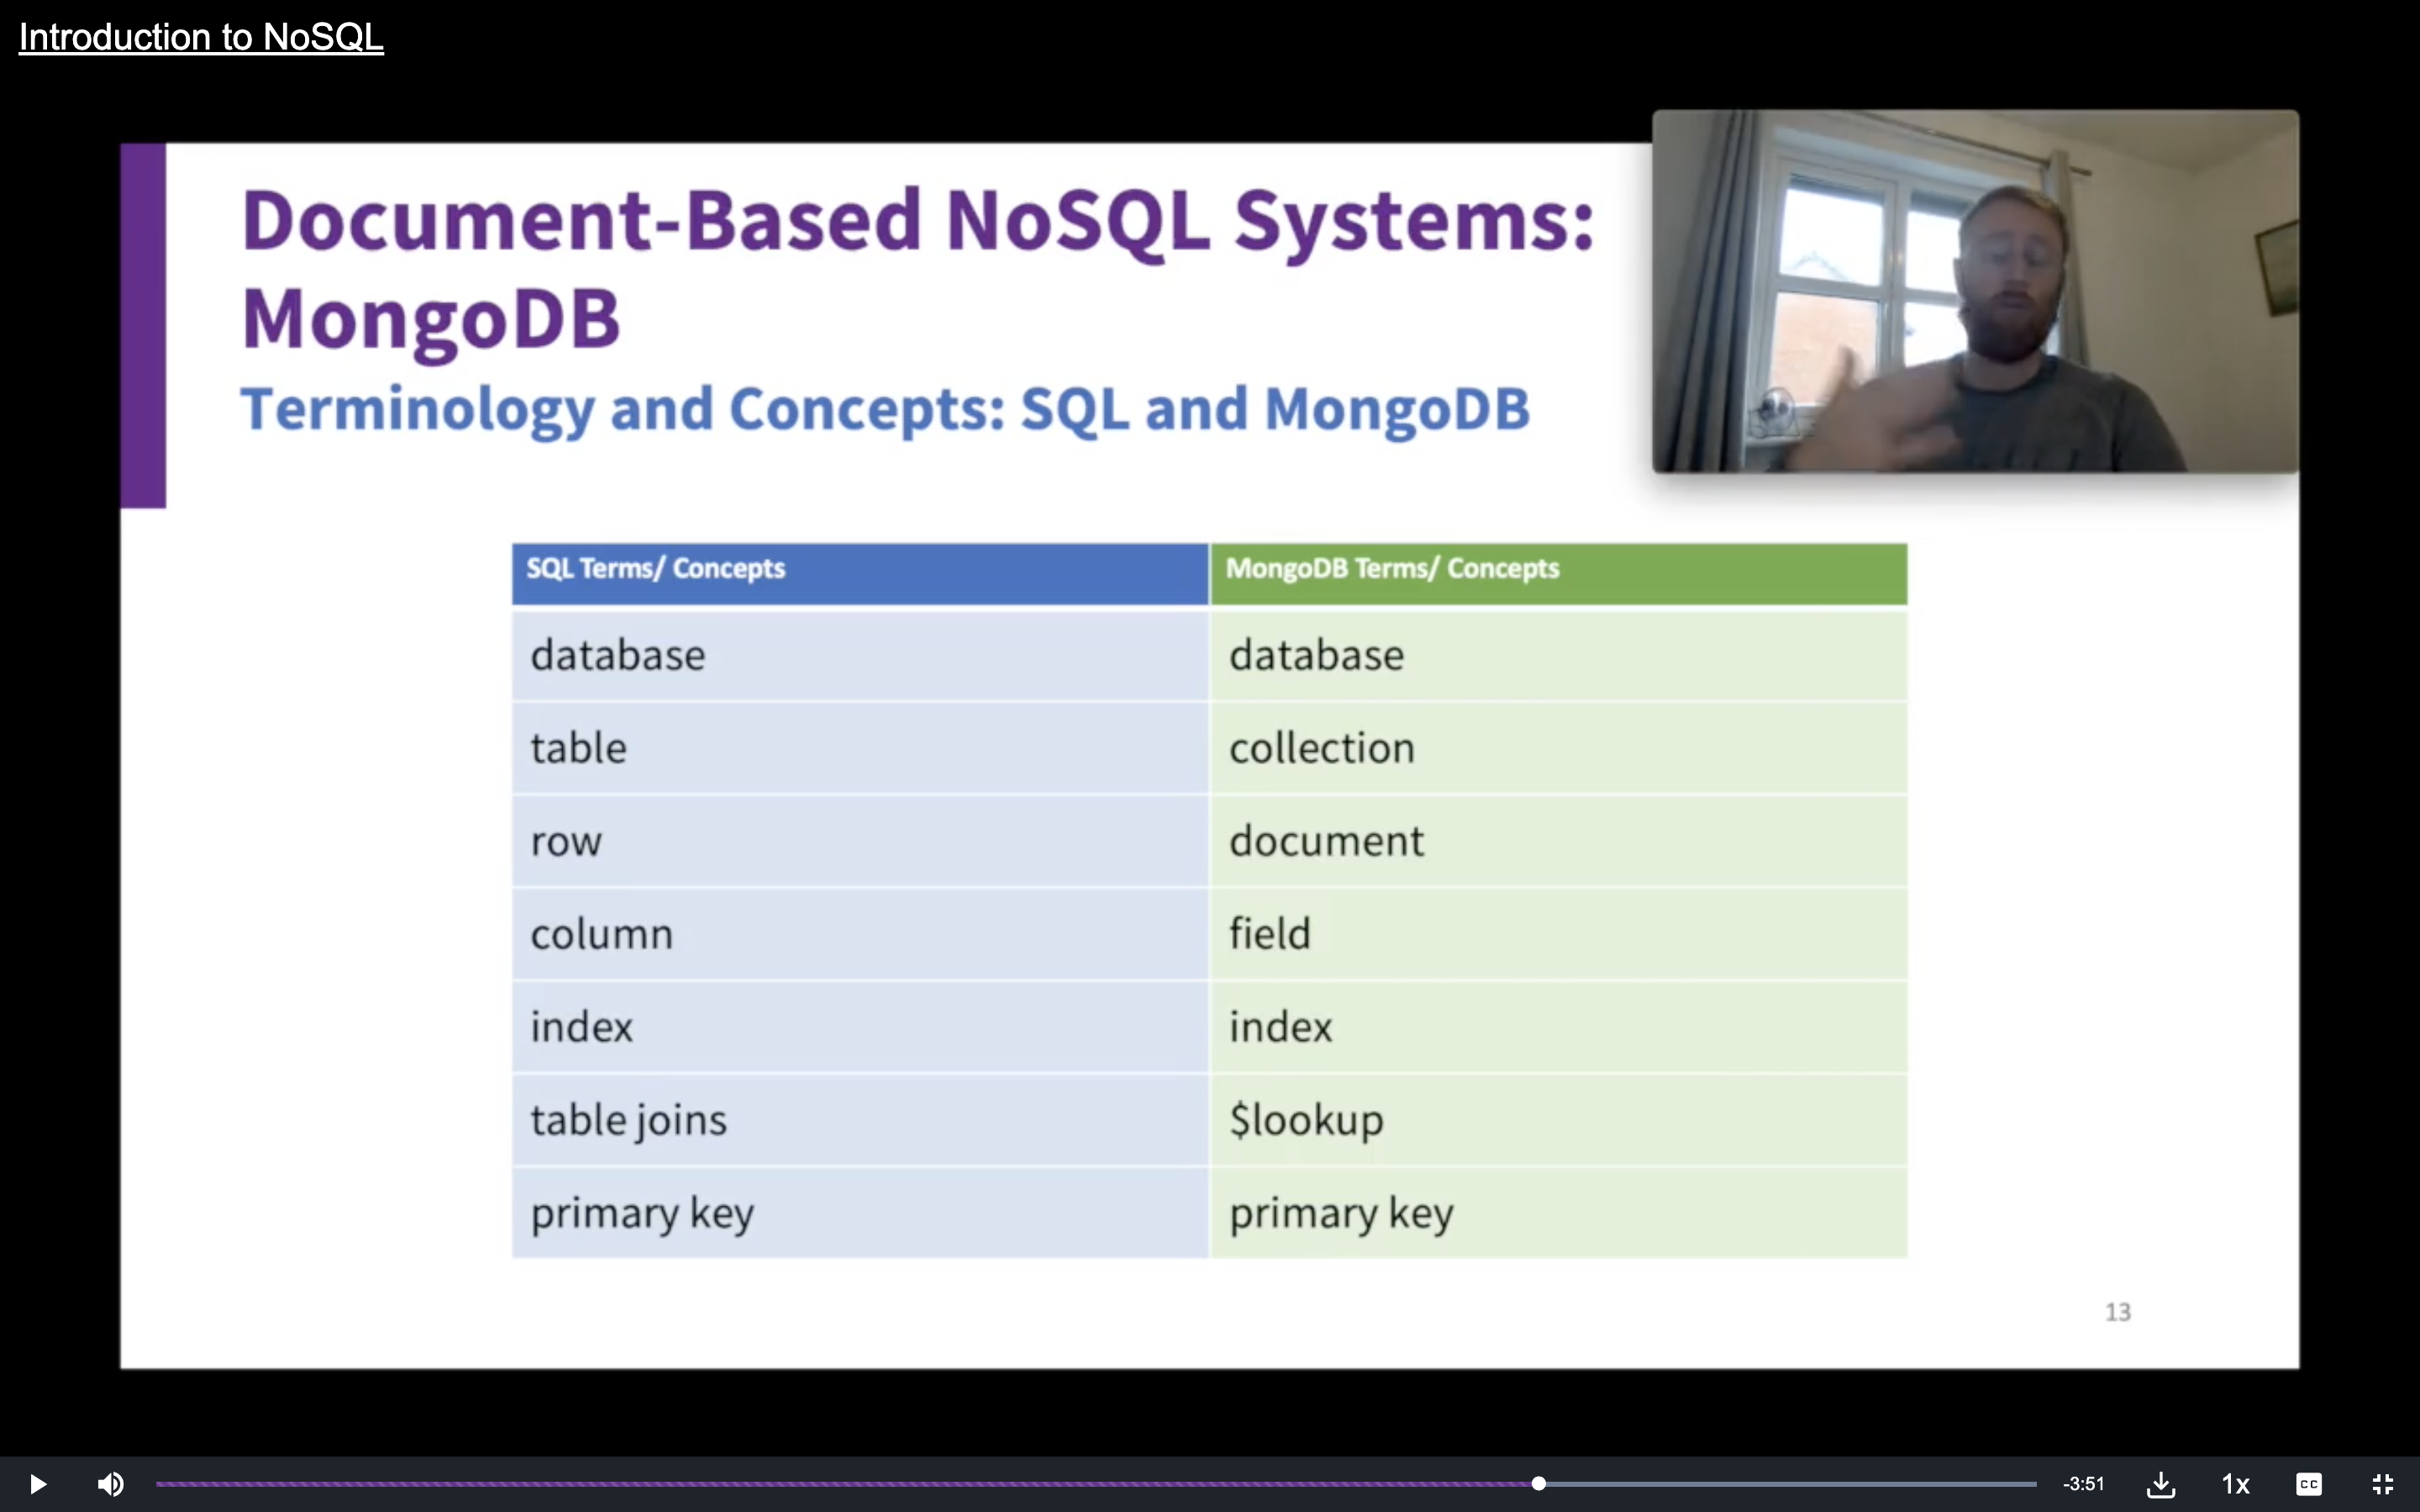 Introduction to NoSQL
Document-Based NoSQL Systems:
MongoDB
Terminology and Concepts: SQL and MongoDB
SQL Terms/ Concepts MongoDB Terms/ Concepts
database database
table collection
row document
column field
index index
table joins $lookup
primary key primary key
13
-3:51 1x CC